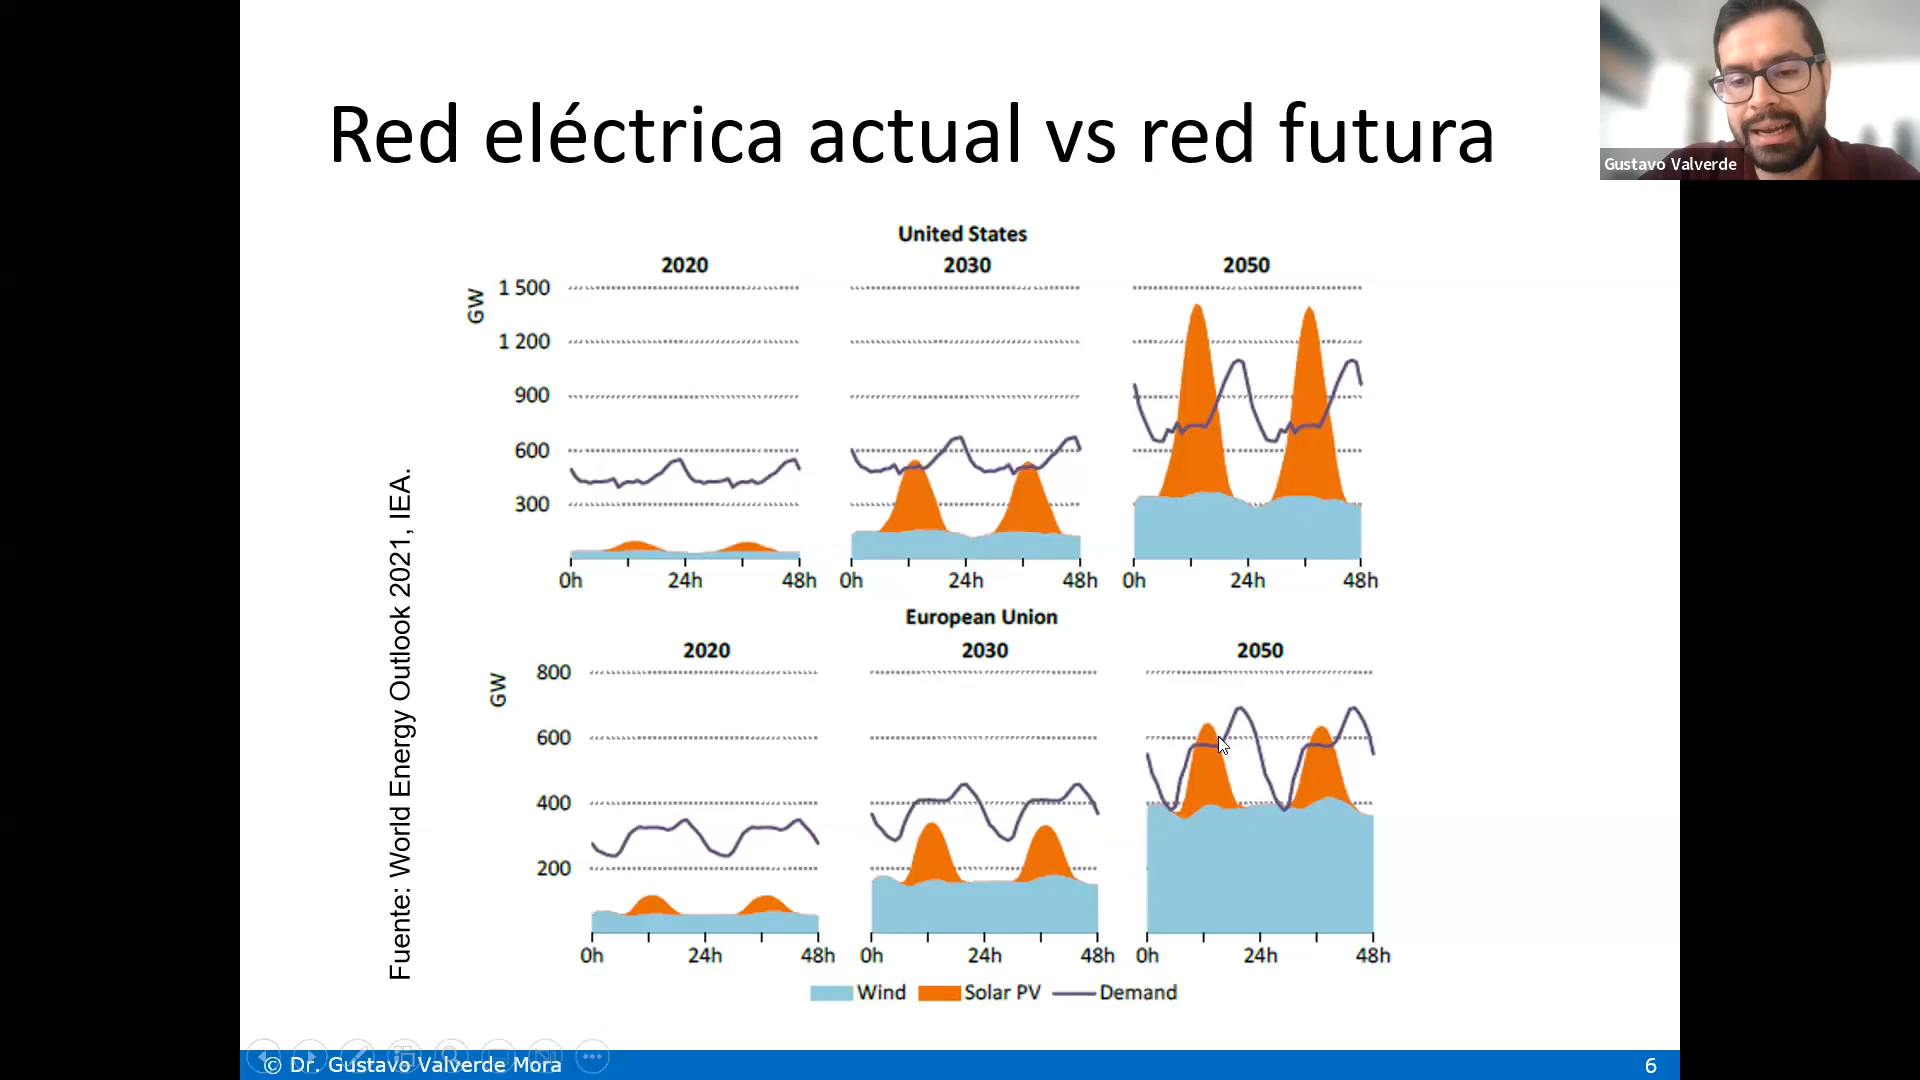 Red eléctrica actual vs red futura
Gustavo Valverde
United States
2020 2030 2050
GW
1 500
1 200
900
600
300
0h 24h 48h 0h 24h 48h 0h 24h 48h
European Union
2020 2030 2050
GW
800
600
400
200
0h 24h 48h 0h 24h 48h 0h 24h 48h
Wind Solar PV Demand
Fuente: World Energy Outlook 2021, IEA.
© Dr. Gustavo Valverde Mora
6